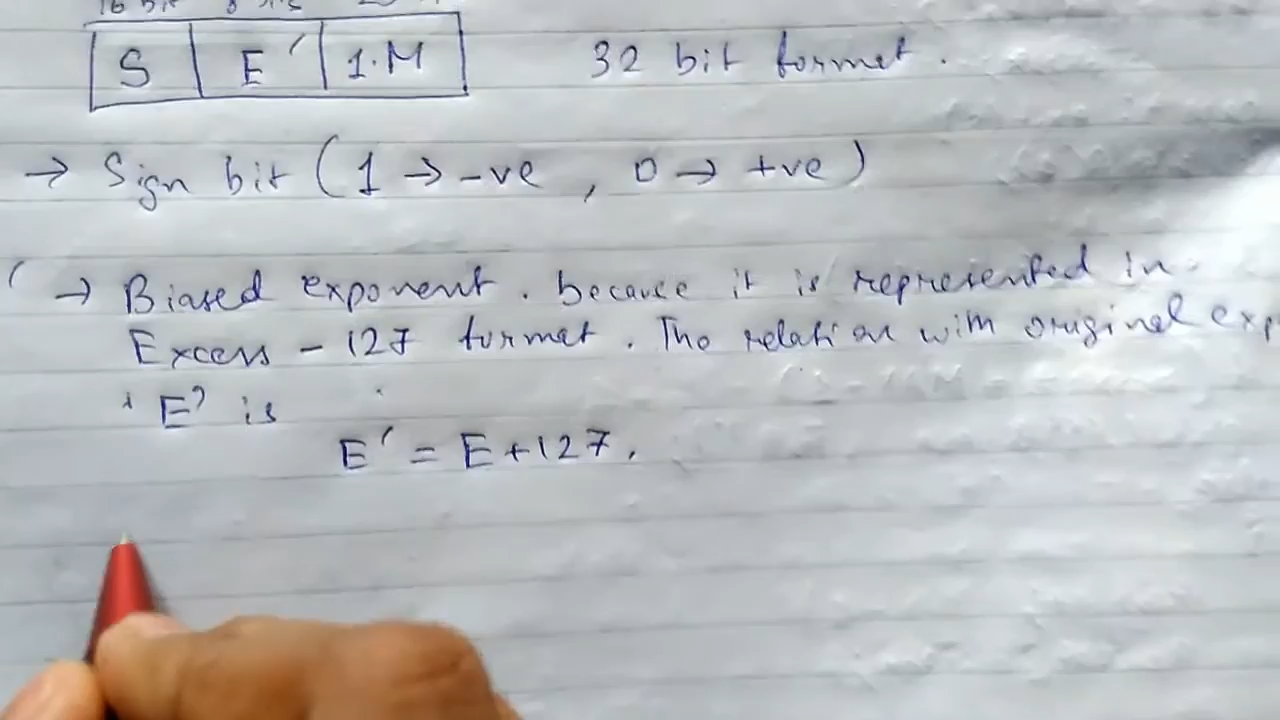 S E' 1.M 32 bit format.
→ Sign bit (1 → -ve, 0 → +ve)
→ Biased exponent. because it is represented in
Excess - 127 format. The relation with original exp
'E' is
E' = E+127.